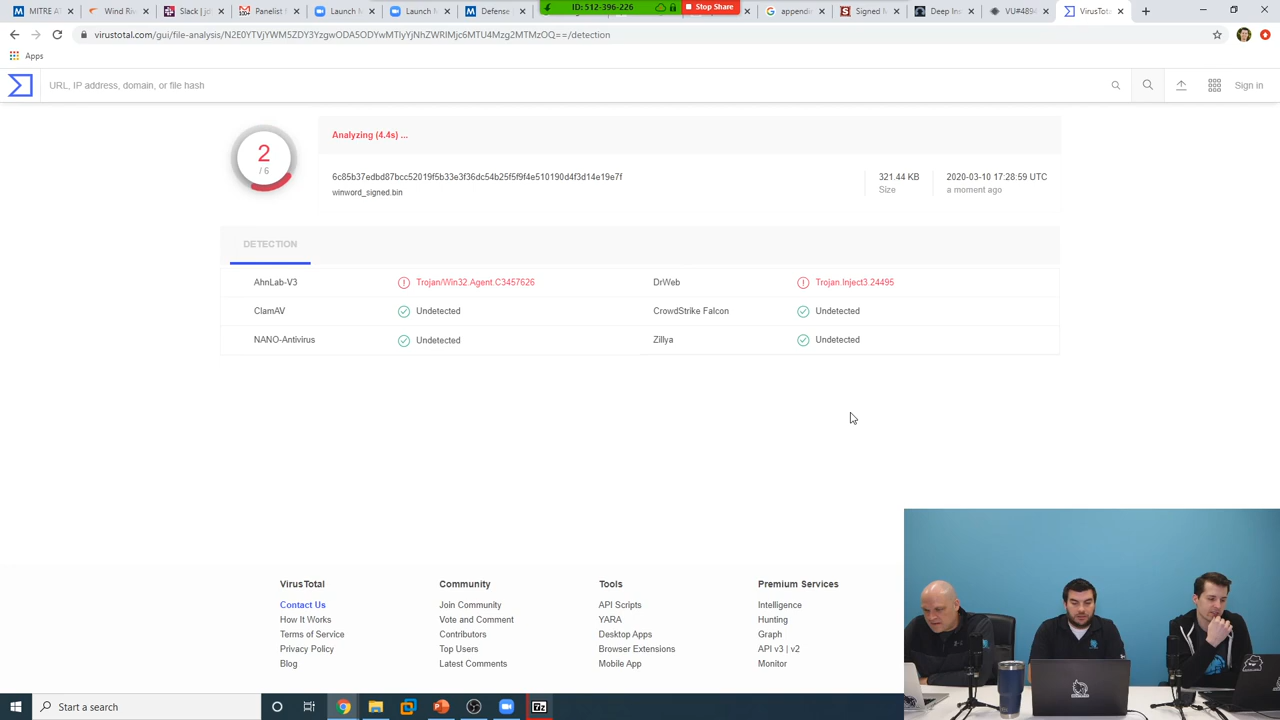 MITRE A
Wind Re
Slack | jd
Panelist
Launch M
Launch M
Defense
ID: 512-396-226
Stop Share
appendin
Signed M
Deep Ins
VU#4894
VirusTot
virustotal.com/gui/file-analysis/N2E0YTVjYWM5ZDY3YzgwODA5ODYwMTIyYjNhZWRlMjc6MTU4Mzg2MTMzOQ==/detection
Apps
URL, IP address, domain, or file hash
Sign in
2
/ 6
Analyzing (4.4s) ...
6c85b37edbd87bcc52019f5b33e3f36dc54b25f5f9f4e510190d4f3d14e19e7f
winword_signed.bin
321.44 KB
Size
2020-03-10 17:28:59 UTC
a moment ago
DETECTION
AhnLab-V3 Trojan/Win32.Agent.C3457626 DrWeb Trojan.Inject3.24495
ClamAV Undetected CrowdStrike Falcon Undetected
NANO-Antivirus Undetected Zillya Undetected
VirusTotal
Contact Us
How It Works
Terms of Service
Privacy Policy
Blog
Community
Join Community
Vote and Comment
Contributors
Top Users
Latest Comments
Tools
API Scripts
YARA
Desktop Apps
Browser Extensions
Mobile App
Premium Services
Intelligence
Hunting
Graph
API v3 | v2
Monitor
Start a search